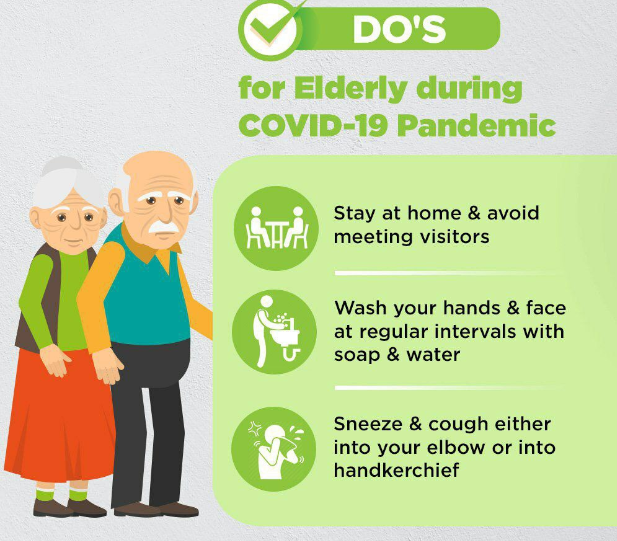 DO'S
for Elderly during
COVID-19 Pandemic
Stay at home & avoid
meeting visitors
Wash your hands & face
at regular intervals with
soap & water
Sneeze & cough either
into your elbow or into
handkerchief